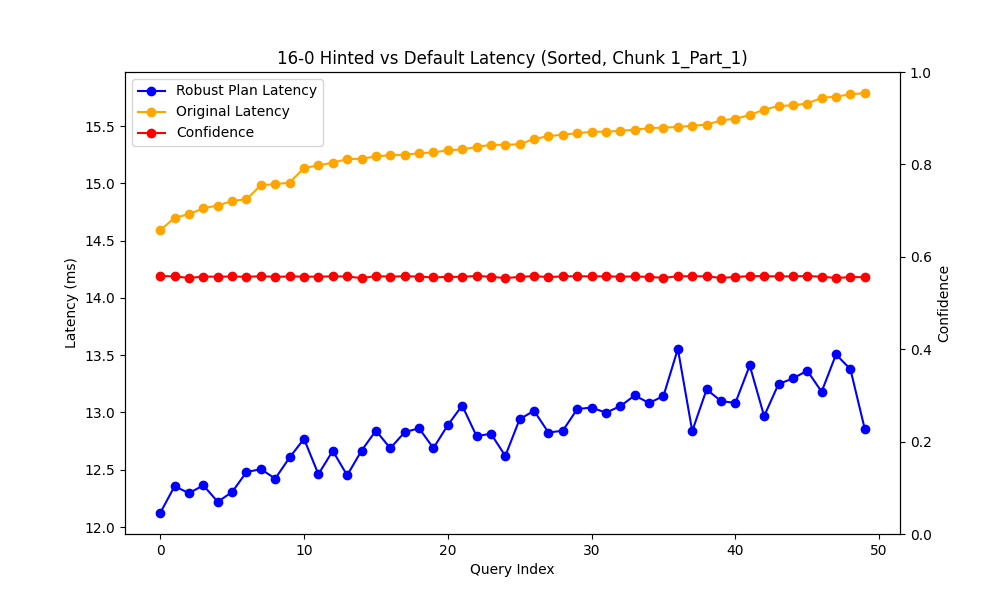 16-0 Hinted vs Default Latency (Sorted, Chunk 1_Part_1)
Robust Plan Latency
Original Latency
Confidence
Latency (ms)
15.5
15.0
14.5
14.0
13.5
13.0
12.5
12.0
0
10
20
30
40
50
Query Index
1.0
0.8
0.6
0.4
0.2
0.0
Confidence